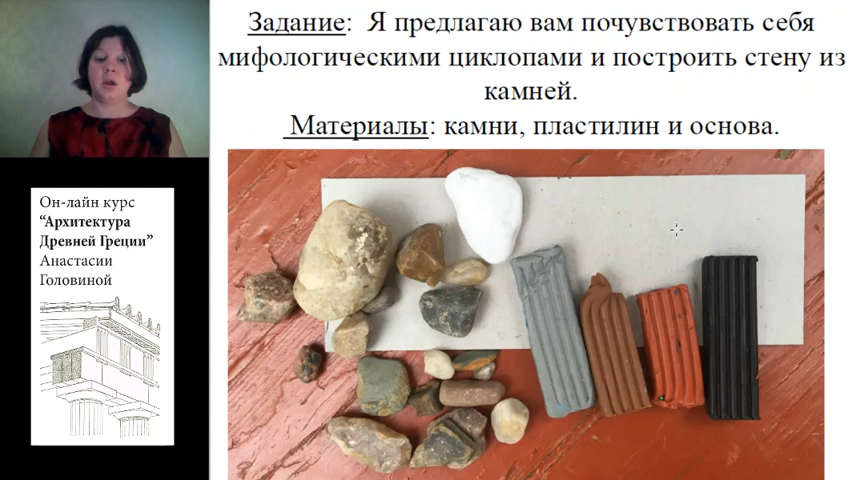 Задание: Я предлагаю вам почувствовать себя
мифологическими циклопами и построить стену из
камней.
Материалы: камни, пластилин и основа.
Он-лайн курс
“Архитектура
Древней Греции”
Анастасии
Головиной